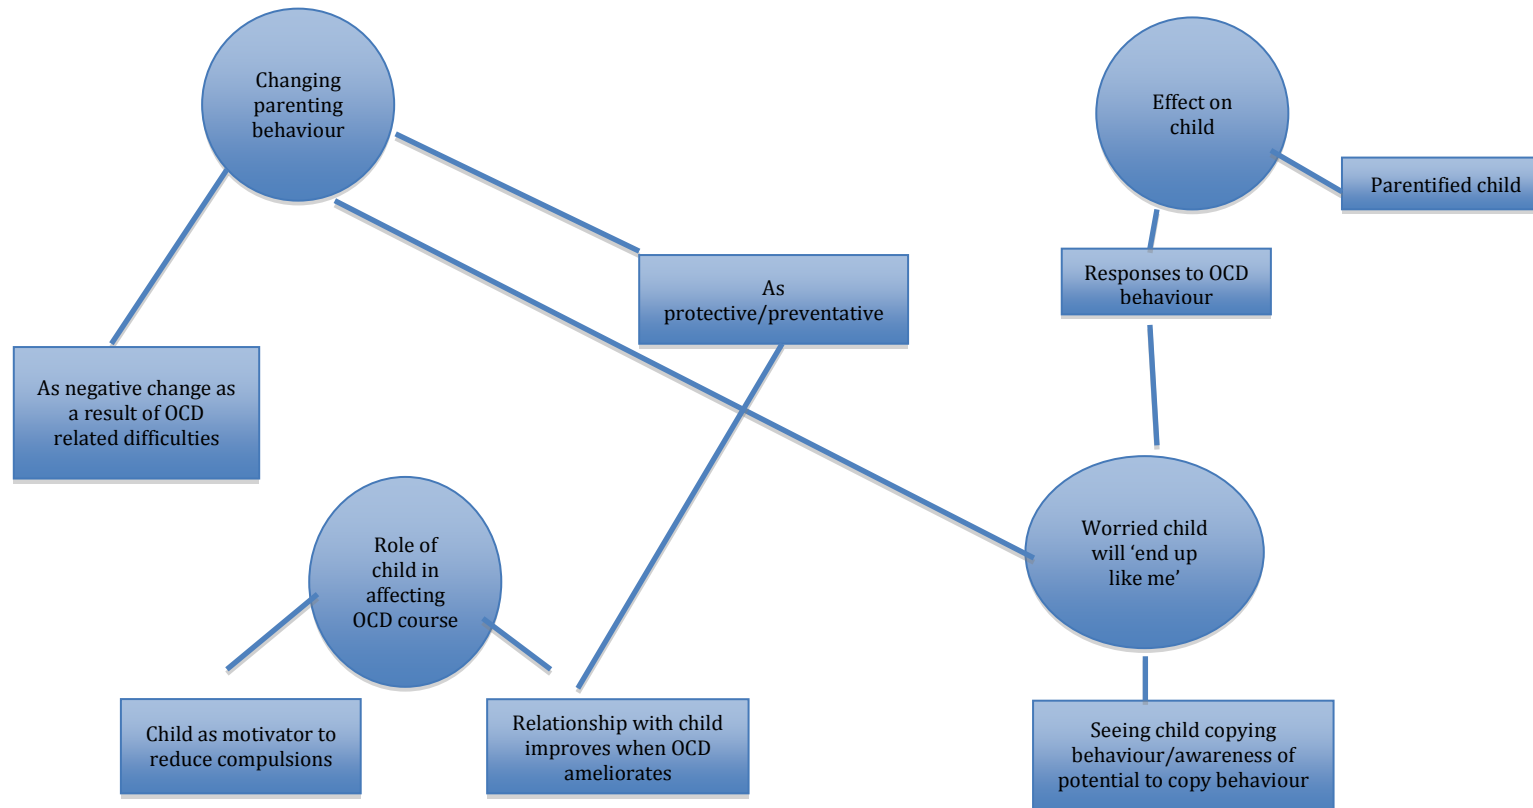 Changing
parenting
behaviour
Effect on
child
Parentified child
Responses to OCD
behaviour
As
protective/preventative
As negative change as
a result of OCD
related difficulties
Role of
child in
affecting
OCD course
Worried child
will ‘end up
like me’
Child as motivator to
reduce compulsions
Relationship with child
improves when OCD
ameliorates
Seeing child copying
behaviour/awareness of
potential to copy behaviour